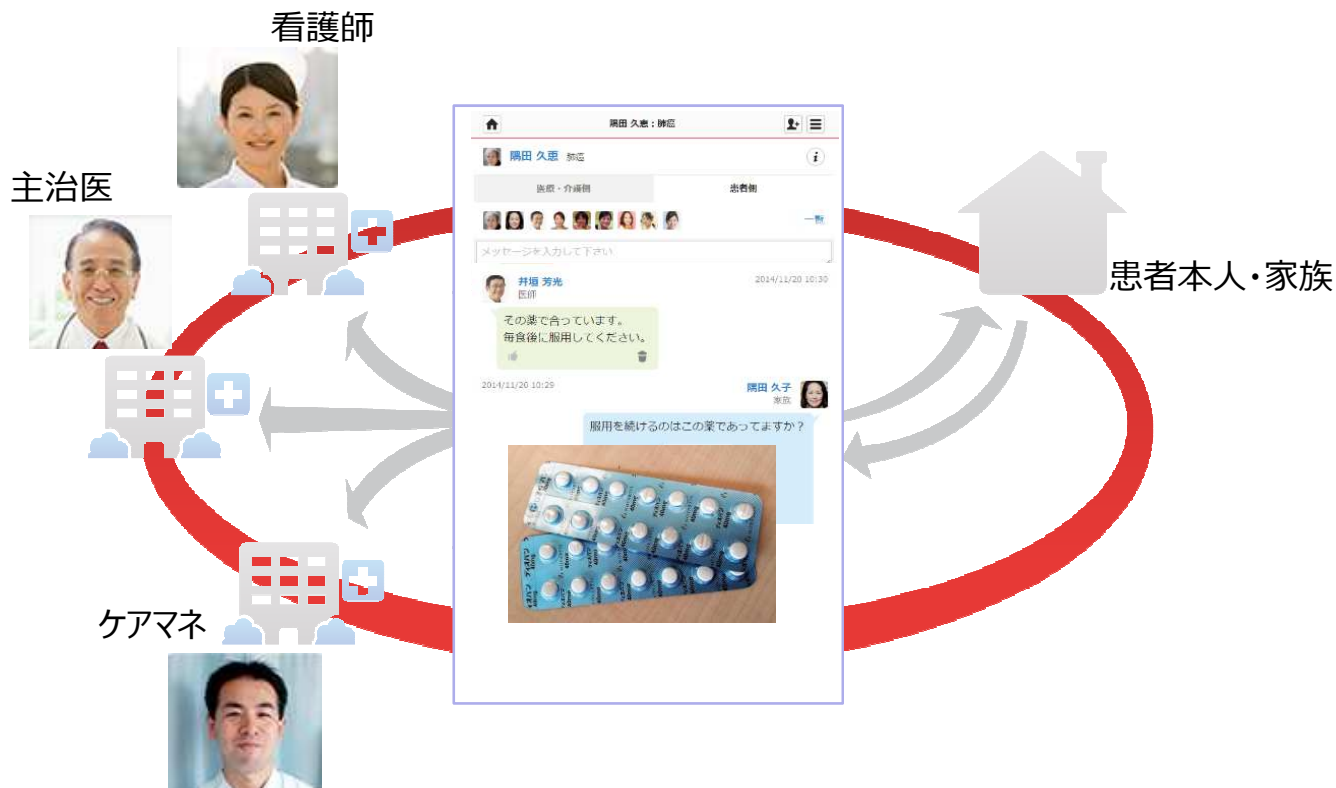 看護師
主治医
ケアマネ
患者本人・家族
隅田 久恵：肺癌
隅田 久恵 肺癌
医療・介護側
患者側
一覧
メッセージを入力して下さい
井垣 芳光
医師
2014/11/20 10:30
その薬で合っています。
毎食後に服用してください。
2014/11/20 10:29
隅田 久子
家族
服用を続けるのはこの薬であってますか？